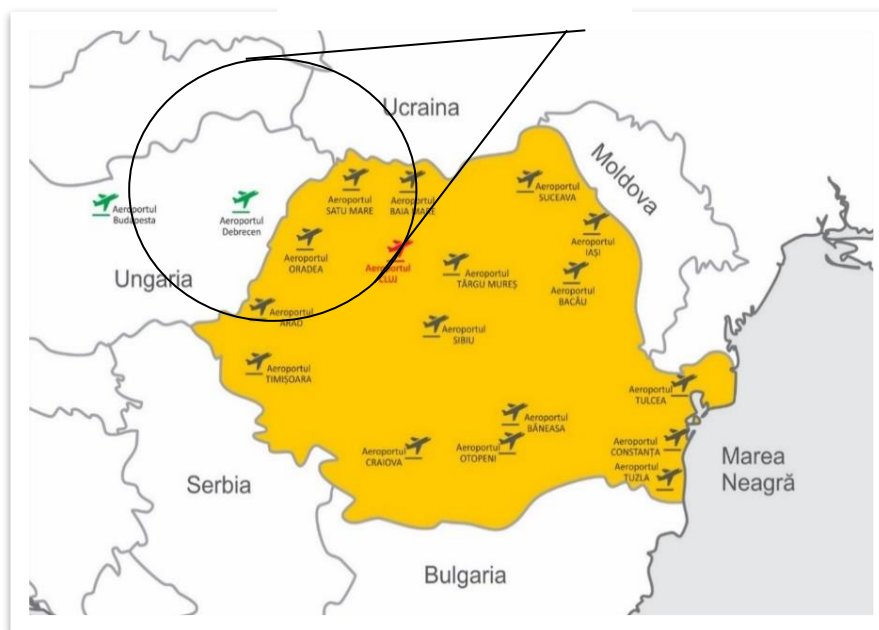 Ucraina
Moldova
Aeroportul
SUCEAVA
Aeroportul
SATU MARE
Aeroportul
BAIA MARE
Aeroportul
Budapesta
Aeroportul
Debrecen
Aeroportul
IAȘI
Aeroportul
ORADEA
Aeroportul
CLUJ
Aeroportul
TÂRGU MUREȘ
Aeroportul
BACĂU
Ungaria
Aeroportul
ARAD
Aeroportul
SIBIU
Aeroportul
TIMIȘOARA
Aeroportul
TULCEA
Aeroportul
BĂNEASA
Aeroportul
CRAIOVA
Aeroportul
OTOPENI
Aeroportul
CONSTANȚA
Aeroportul
TUZLA
Marea
Neagră
Serbia
Bulgaria